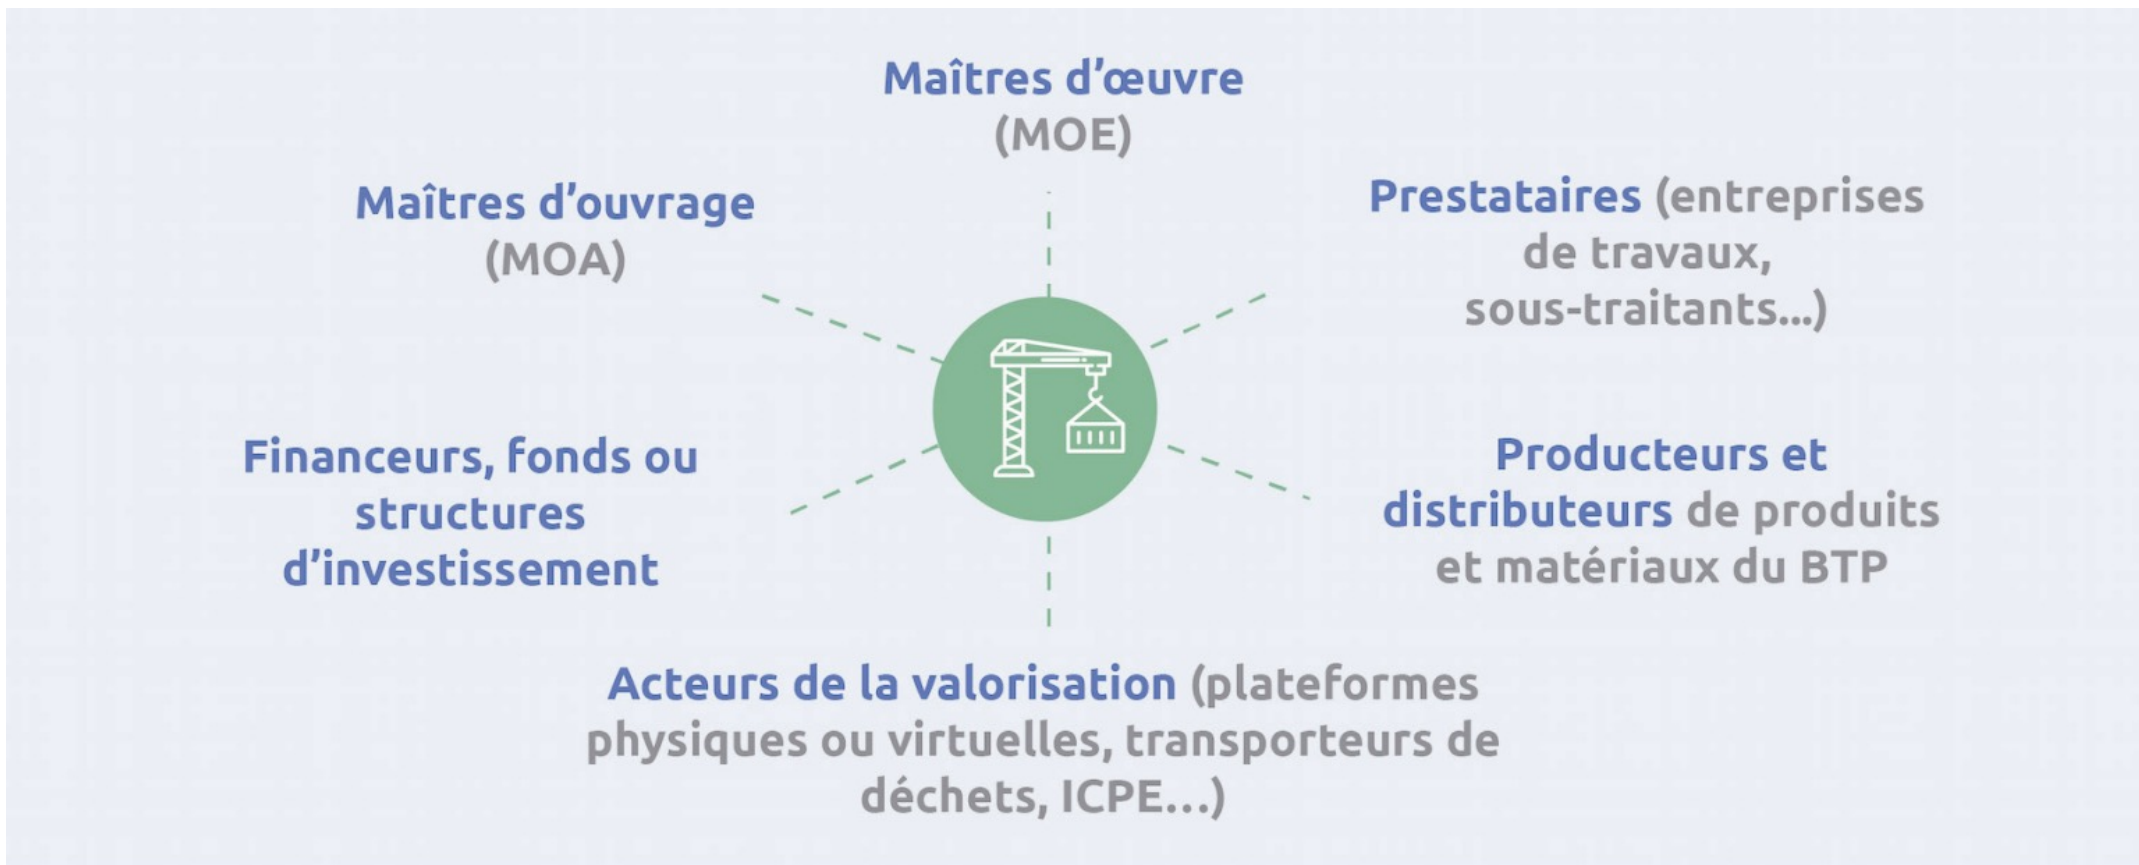 Maîtres d’œuvre
(MOE)
Maîtres d’ouvrage
(MOA)
Prestataires (entreprises
de travaux,
sous-traitants...)
Financeurs, fonds ou
structures
d’investissement
Producteurs et
distributeurs de produits
et matériaux du BTP
Acteurs de la valorisation (plateformes
physiques ou virtuelles, transporteurs de
déchets, ICPE...)